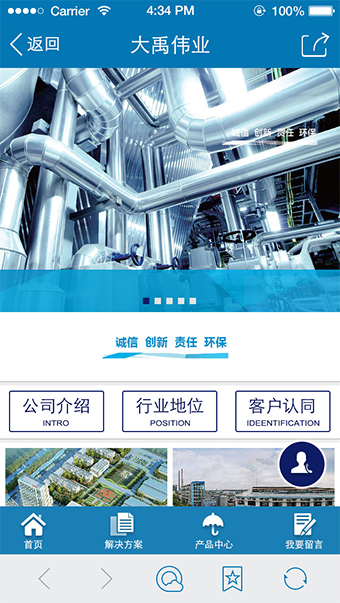 Carrier 4:34 PM 100%
返回 大禹伟业
诚信 创新 责任 环保
诚信 创新 责任 环保
公司介绍 行业地位 客户认同
INTRO POSITION IDEENTIFICATION
首页 解决方案 产品中心 我要留言